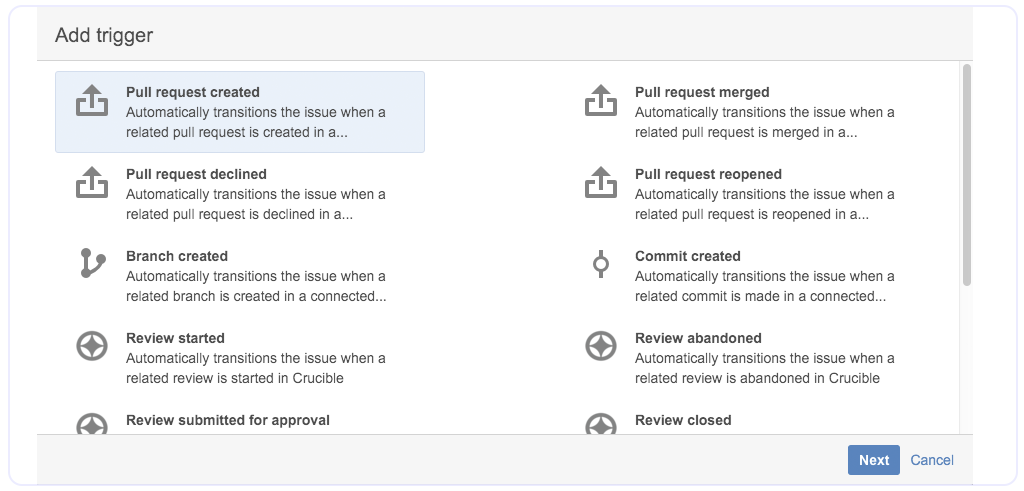 Add trigger
Pull request created
Automatically transitions the issue when a
related pull request is created in a...
Pull request merged
Automatically transitions the issue when a
related pull request is merged in a...
Pull request declined
Automatically transitions the issue when a
related pull request is declined in a...
Pull request reopened
Automatically transitions the issue when a
related pull request is reopened in a...
Branch created
Automatically transitions the issue when a
related branch is created in a connected...
Commit created
Automatically transitions the issue when a
related commit is made in a connected...
Review started
Automatically transitions the issue when a
related review is started in Crucible
Review abandoned
Automatically transitions the issue when a
related review is abandoned in Crucible
Review submitted for approval
Review closed
Next
Cancel